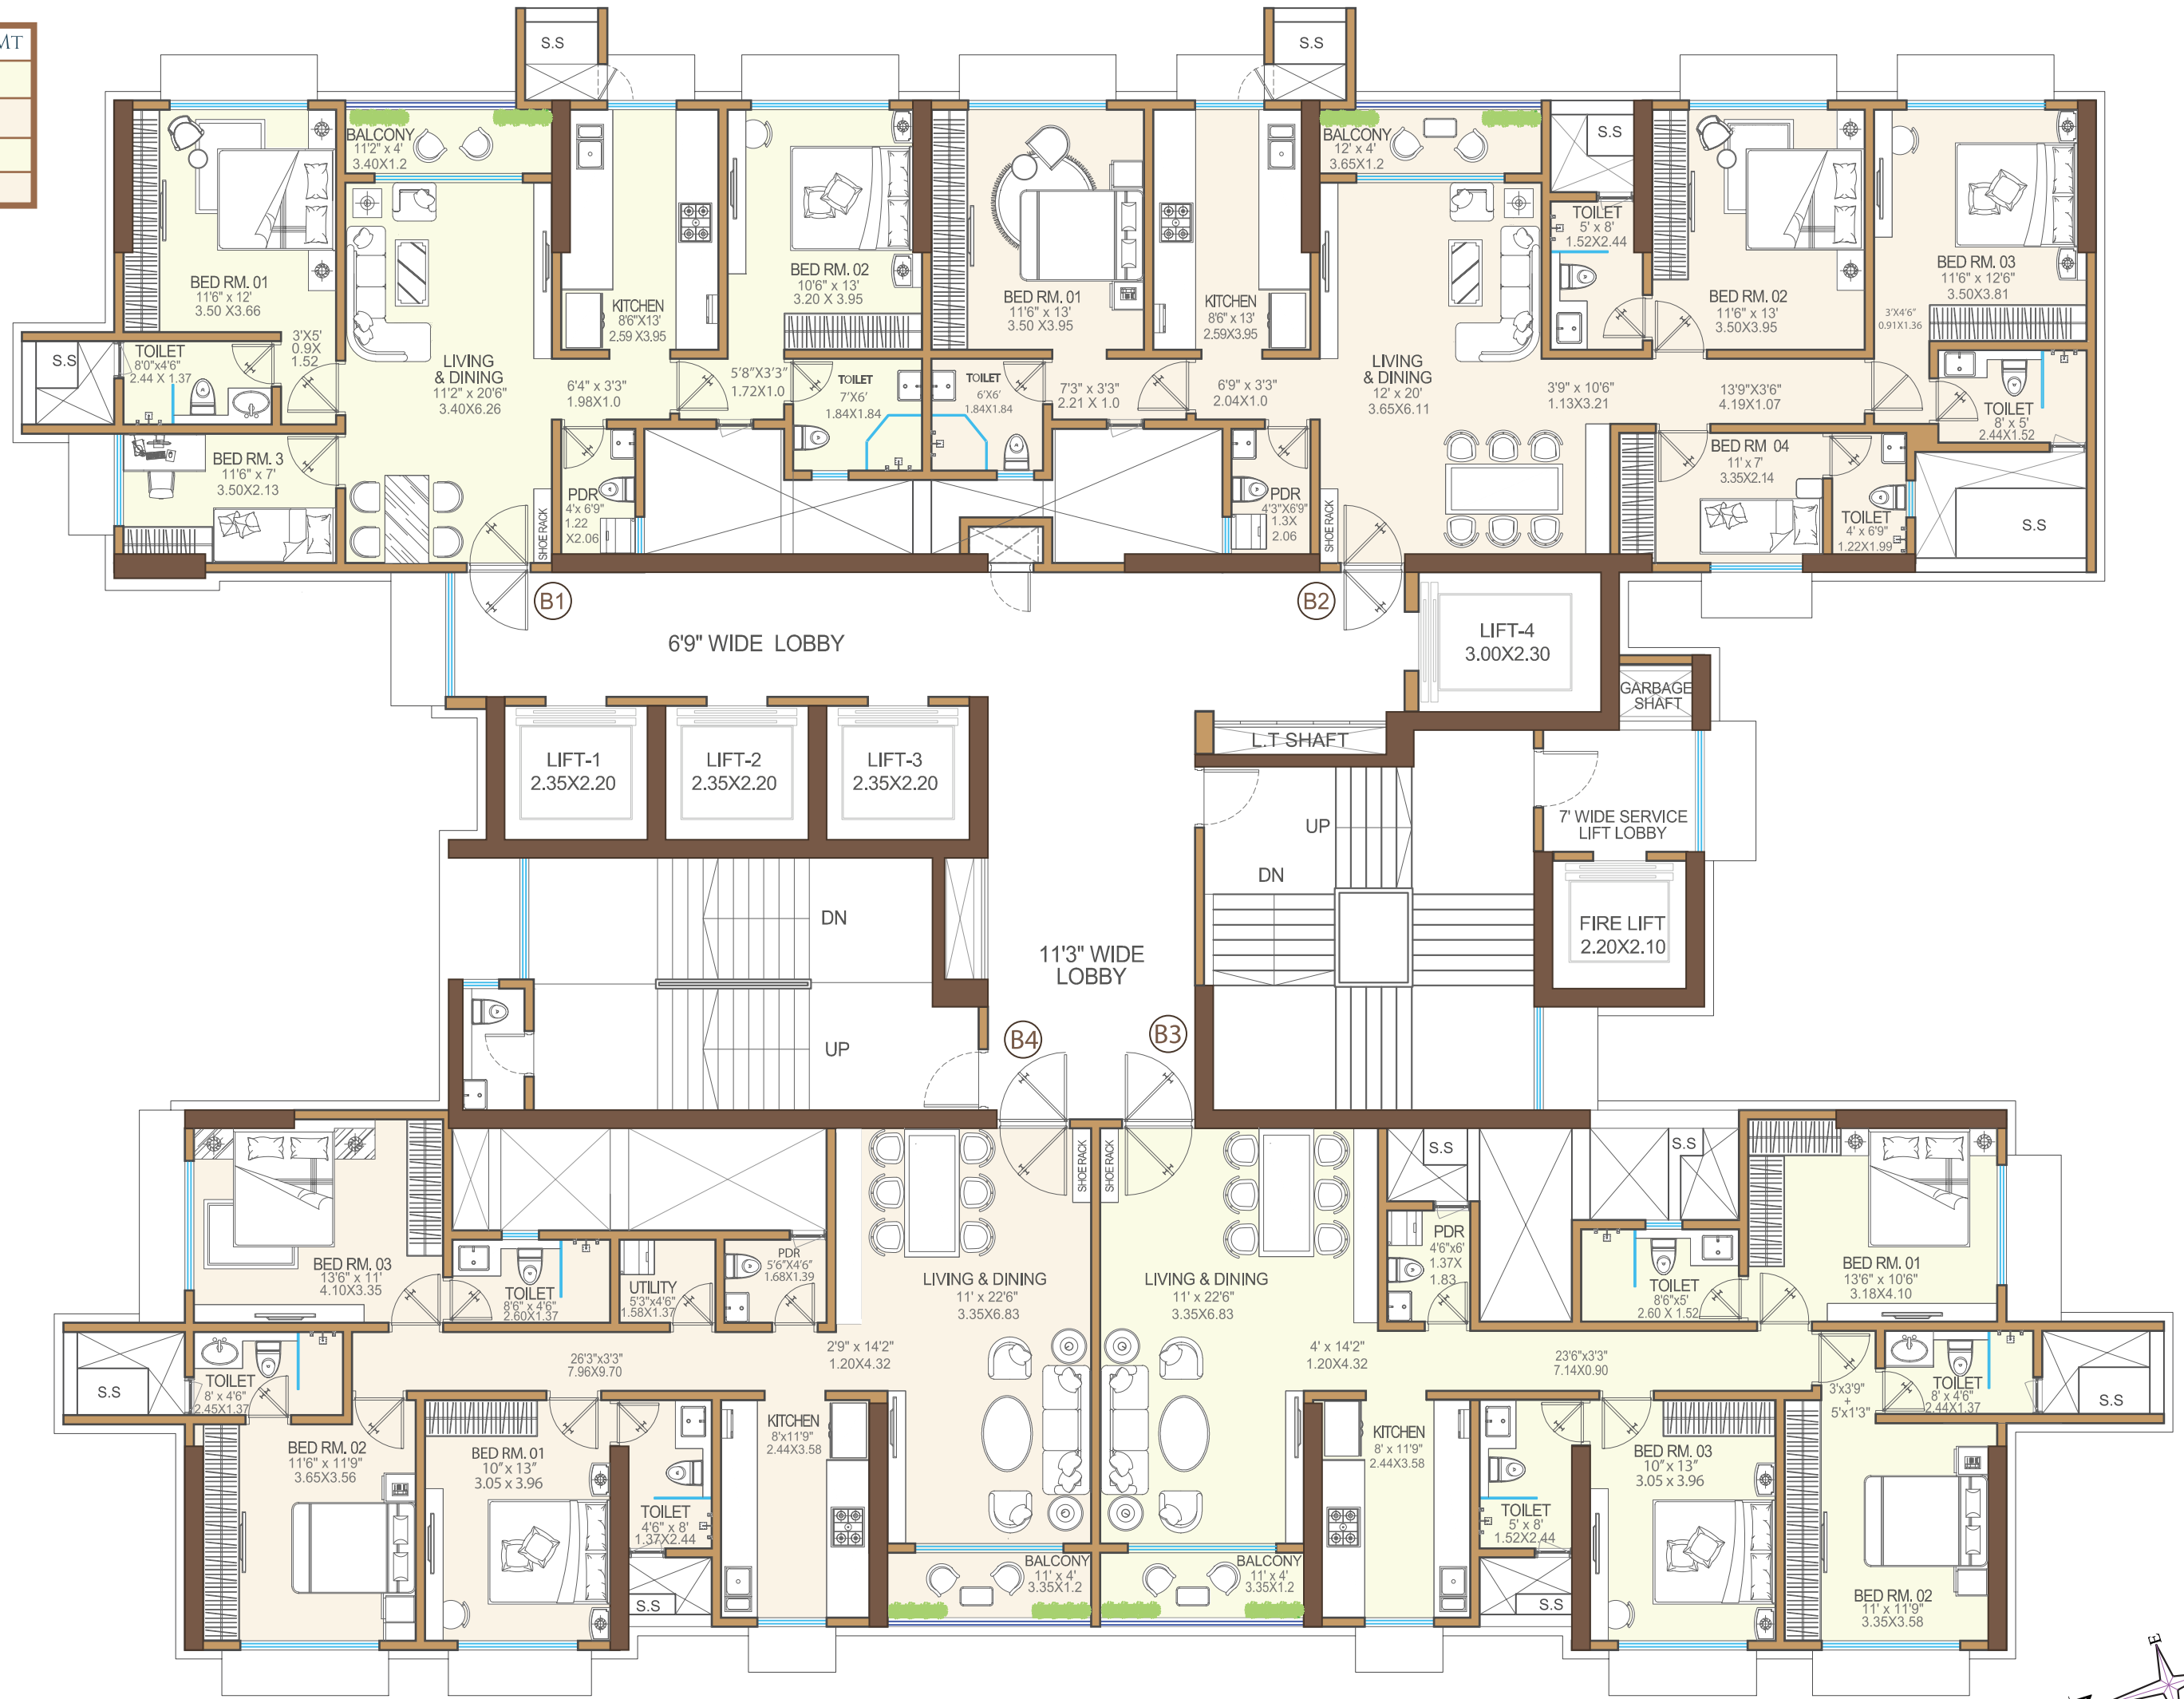 MT
S.S
S.S
BALCONY
11'2" x 4'
3.40X1.2
BED RM. 01
11'6" x 12'
3.50 X3.66
KITCHEN
8'6"X13'
2.59 X3.95
BED RM. 02
10'6" x 13'
3.20 X 3.95
BED RM. 01
11'6" x 13'
3.50 X3.95
KITCHEN
8'6" x 13'
2.59X3.95
BALCONY
12' x 4'
3.65X1.2
S.S
TOILET
5' x 8'
1.52X2.44
BED RM. 02
11'6" x 13'
3.50X3.95
BED RM. 03
11'6" x 12'6"
3.50X3.81
3'X4'6"
0.91X1.36
S.S
TOILET
8'0"x4'6"
2.44 X 1.37
3'X5'
0.9X
1.52
LIVING
& DINING
11'2" x 20'6"
3.40X6.26
6'4" x 3'3"
1.98X1.0
5'8"X3'3"
1.72X1.0
TOILET
7'X6'
1.84X1.84
TOILET
6'X6'
1.84X1.84
7'3" x 3'3"
2.21 X 1.0
6'9" x 3'3"
2.04X1.0
LIVING
& DINING
12' x 20'
3.65X6.11
3'9" x 10'6"
1.13X3.21
13'9"X3'6"
4.19X1.07
TOILET
8' x 5'
2.44X1.52
BED RM. 3
11'6" x 7'
3.50X2.13
SHOE RACK
PDR
4'x 6'9"
1.22
X2.06
PDR
4'3"X6'9"
1.3X
2.06
SHOE RACK
BED RM 04
11' x 7'
3.35X2.14
TOILET
4' x 6'9"
1.22X1.99
S.S
B1
B2
6'9" WIDE LOBBY
LIFT-4
3.00X2.30
GARBAGE
SHAFT
LIFT-1
2.35X2.20
LIFT-2
2.35X2.20
LIFT-3
2.35X2.20
L.T SHAFT
UP
DN
7' WIDE SERVICE
LIFT LOBBY
DN
UP
11'3" WIDE
LOBBY
FIRE LIFT
2.20X2.10
B4
B3
BED RM. 03
13'6" x 11'
4.10X3.35
TOILET
8'6" x 4'6"
2.60X1.37
UTILITY
5'3"x4'6"
1.58X1.37
PDR
5'6"X4'6"
1.68X1.39
LIVING & DINING
11' x 22'6"
3.35X6.83
SHOE RACK
SHOE RACK
LIVING & DINING
11' x 22'6"
3.35X6.83
S.S
PDR
4'6"x6'
1.37X
1.83
S.S
TOILET
8'6"x5'
2.60 X 1.52
BED RM. 01
13'6" x 10'6"
3.18X4.10
S.S
TOILET
8' x 4'6"
2.45X1.37
26'3"x3'3"
7.96X9.70
2'9" x 14'2"
1.20X4.32
4' x 14'2"
1.20X4.32
23'6"x3'3"
7.14X0.90
3'x3'9"
+
5'x1'3"
TOILET
8' x 4'6"
2.44X1.37
S.S
BED RM. 02
11'6" x 11'9"
3.65X3.56
BED RM. 01
10" x 13"
3.05 x 3.96
TOILET
4'6" x 8'
1.37X2.44
S.S
KITCHEN
8'x11'9"
2.44X3.58
BALCONY
11' x 4'
3.35X1.2
BALCONY
11' x 4'
3.35X1.2
KITCHEN
8' x 11'9"
2.44X3.58
TOILET
5' x 8'
1.52X2.44
S.S
BED RM. 03
10" x 13"
3.05 x 3.96
BED RM. 02
11' x 11'9"
3.35X3.58
E